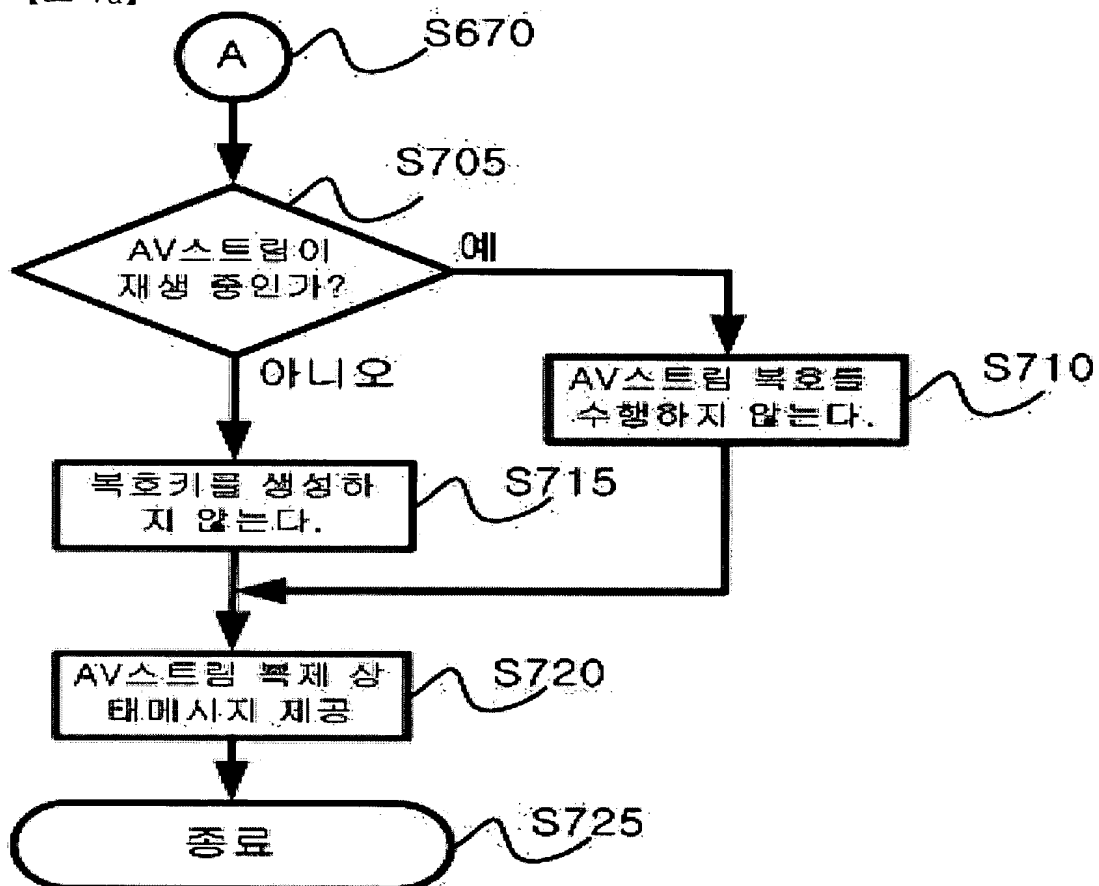 A
S670
S705
AV스트림이
재생 중인가?
예
아니오
AV스트림 복호를
수행하지 않는다.
S710
복호키를 생성하
지 않는다.
S715
AV스트림 복제 상
태메시지 제공
S720
종료
S725